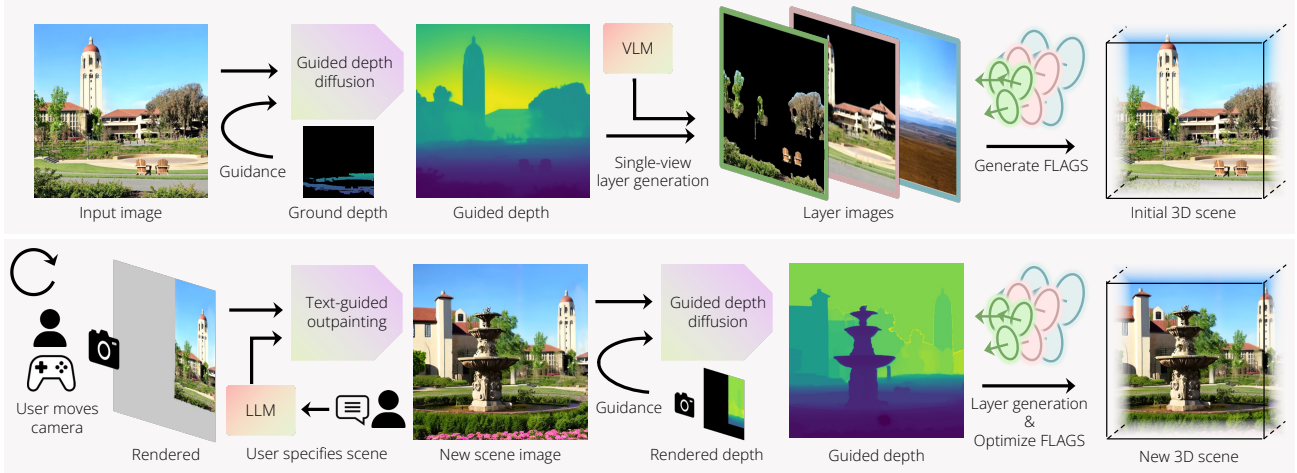 Guided depth
diffusion
VLM
Guidance
Single-view
layer generation
Generate FLAGS
Input image
Ground depth
Guided depth
Layer images
Initial 3D scene
Text-guided
outpainting
Guided depth
diffusion
User moves
camera
LLM
Guidance
Layer generation
&
Optimize FLAGS
Rendered
User specifies scene
New scene image
Rendered depth
Guided depth
New 3D scene